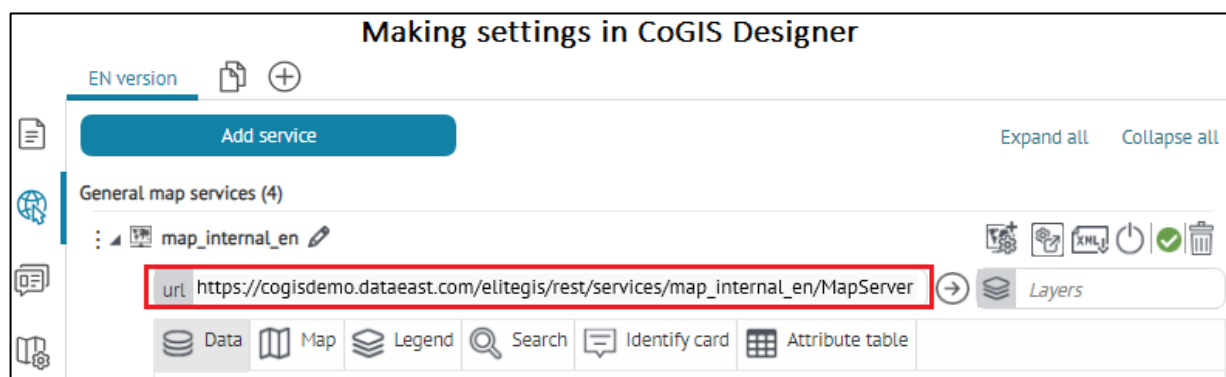 Making settings in CoGIS Designer
EN version
Add service
Expand all
Collapse all
General map services (4)
map_internal_en
XML
url https://cogisdemo.dataeast.com/elitegis/rest/services/map_internal_en/MapServer
Layers
Data
Map
Legend
Search
Identify card
Attribute table